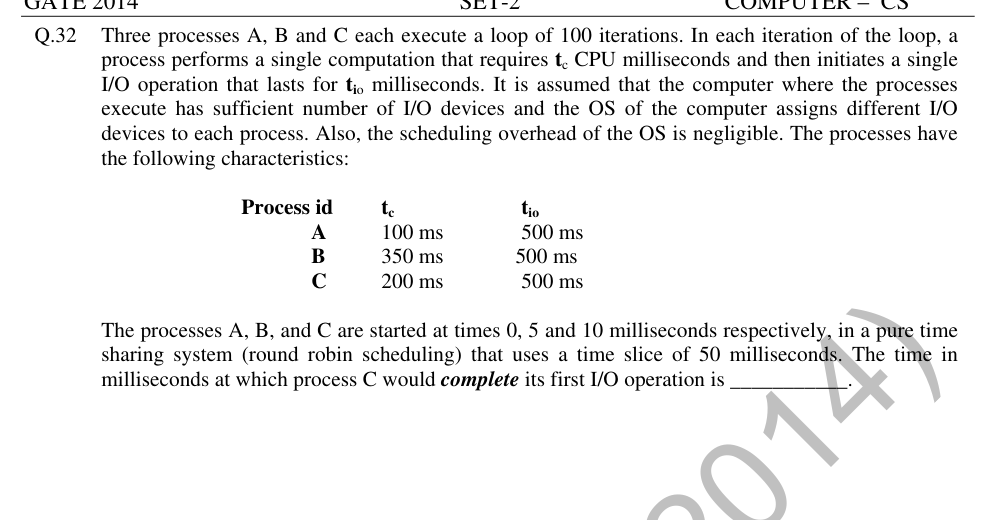 GATE 2014 SET-2 COMPUTER – CS
Q.32 Three processes A, B and C each execute a loop of 100 iterations. In each iteration of the loop, a
process performs a single computation that requires tc CPU milliseconds and then initiates a single
I/O operation that lasts for tio milliseconds. It is assumed that the computer where the processes
execute has sufficient number of I/O devices and the OS of the computer assigns different I/O
devices to each process. Also, the scheduling overhead of the OS is negligible. The processes have
the following characteristics:
Process id tc tio
A 100 ms 500 ms
B 350 ms 500 ms
C 200 ms 500 ms
The processes A, B, and C are started at times 0, 5 and 10 milliseconds respectively, in a pure time
sharing system (round robin scheduling) that uses a time slice of 50 milliseconds. The time in
milliseconds at which process C would complete its first I/O operation is ___________.
2014)